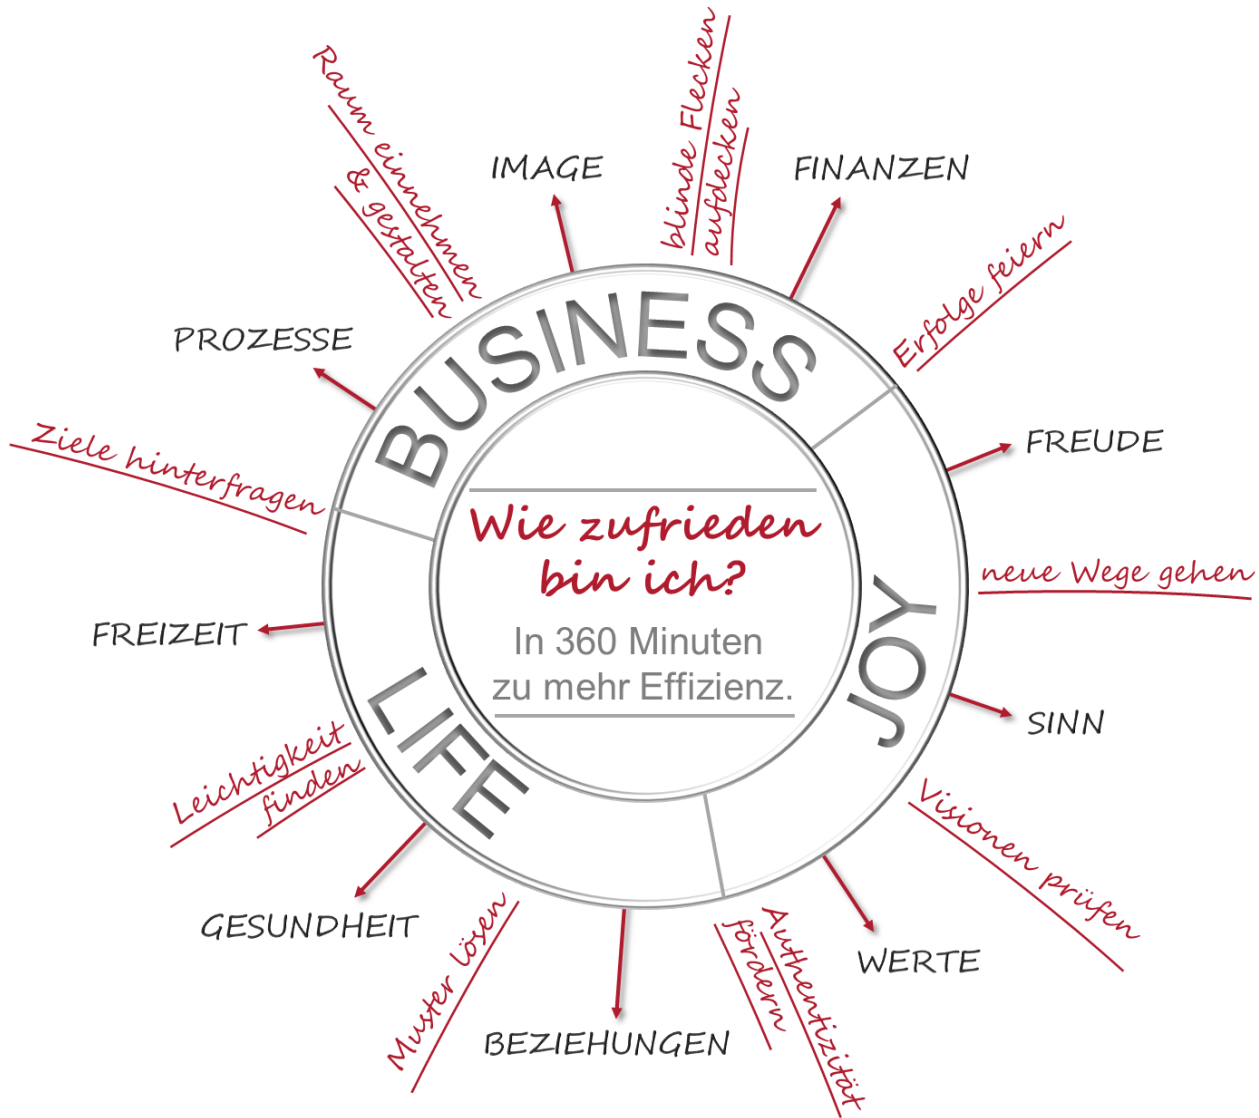 Raum einnehmen
& gestalten
IMAGE
blinde Flecken
aufdecken
FINANZEN
Erfolge feiern
PROZESSE
BUSINESS
FREUDE
Ziele hinterfragen
Wie zufrieden
bin ich?
In 360 Minuten
zu mehr Effizienz.
neue Wege gehen
JOY
FREIZEIT
LIFE
SINN
Leichtigkeit
finden
Visionen prüfen
GESUNDHEIT
WERTE
Muster lösen
BEZIEHUNGEN
Authentizität
fördern